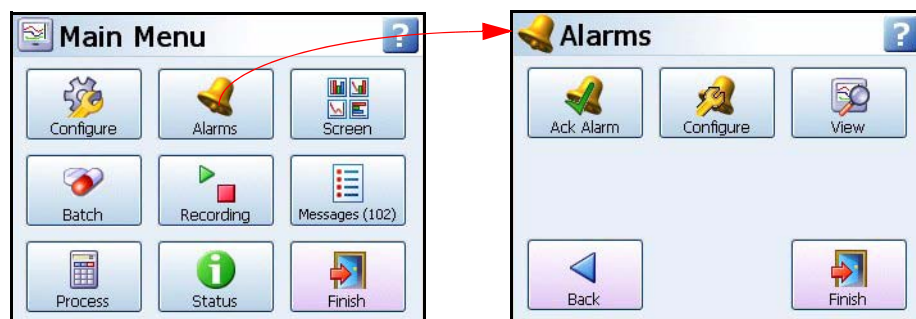 Main Menu
?
Configure
Alarms
Screen
Batch
Recording
Messages (102)
Process
Status
Finish
Alarms
?
Ack Alarm
Configure
View
Back
Finish